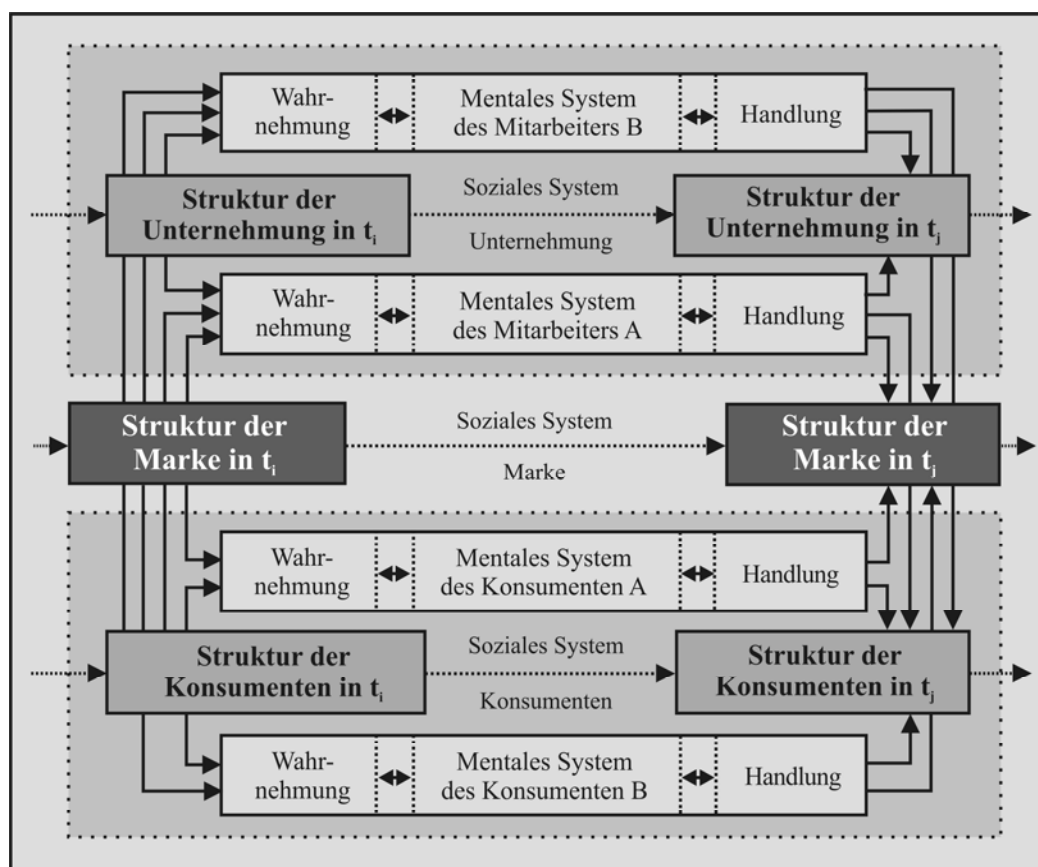 Wahr-
nehmung
Mentales System
des Mitarbeiters B
Handlung
Struktur der
Unternehmung in ti
Soziales System
Unternehmung
Struktur der
Unternehmung in tj
Wahr-
nehmung
Mentales System
des Mitarbeiters A
Handlung
Struktur der
Marke in ti
Soziales System
Marke
Struktur der
Marke in tj
Wahr-
nehmung
Mentales System
des Konsumenten A
Handlung
Struktur der
Konsumenten in ti
Soziales System
Konsumenten
Struktur der
Konsumenten in tj
Wahr-
nehmung
Mentales System
des Konsumenten B
Handlung